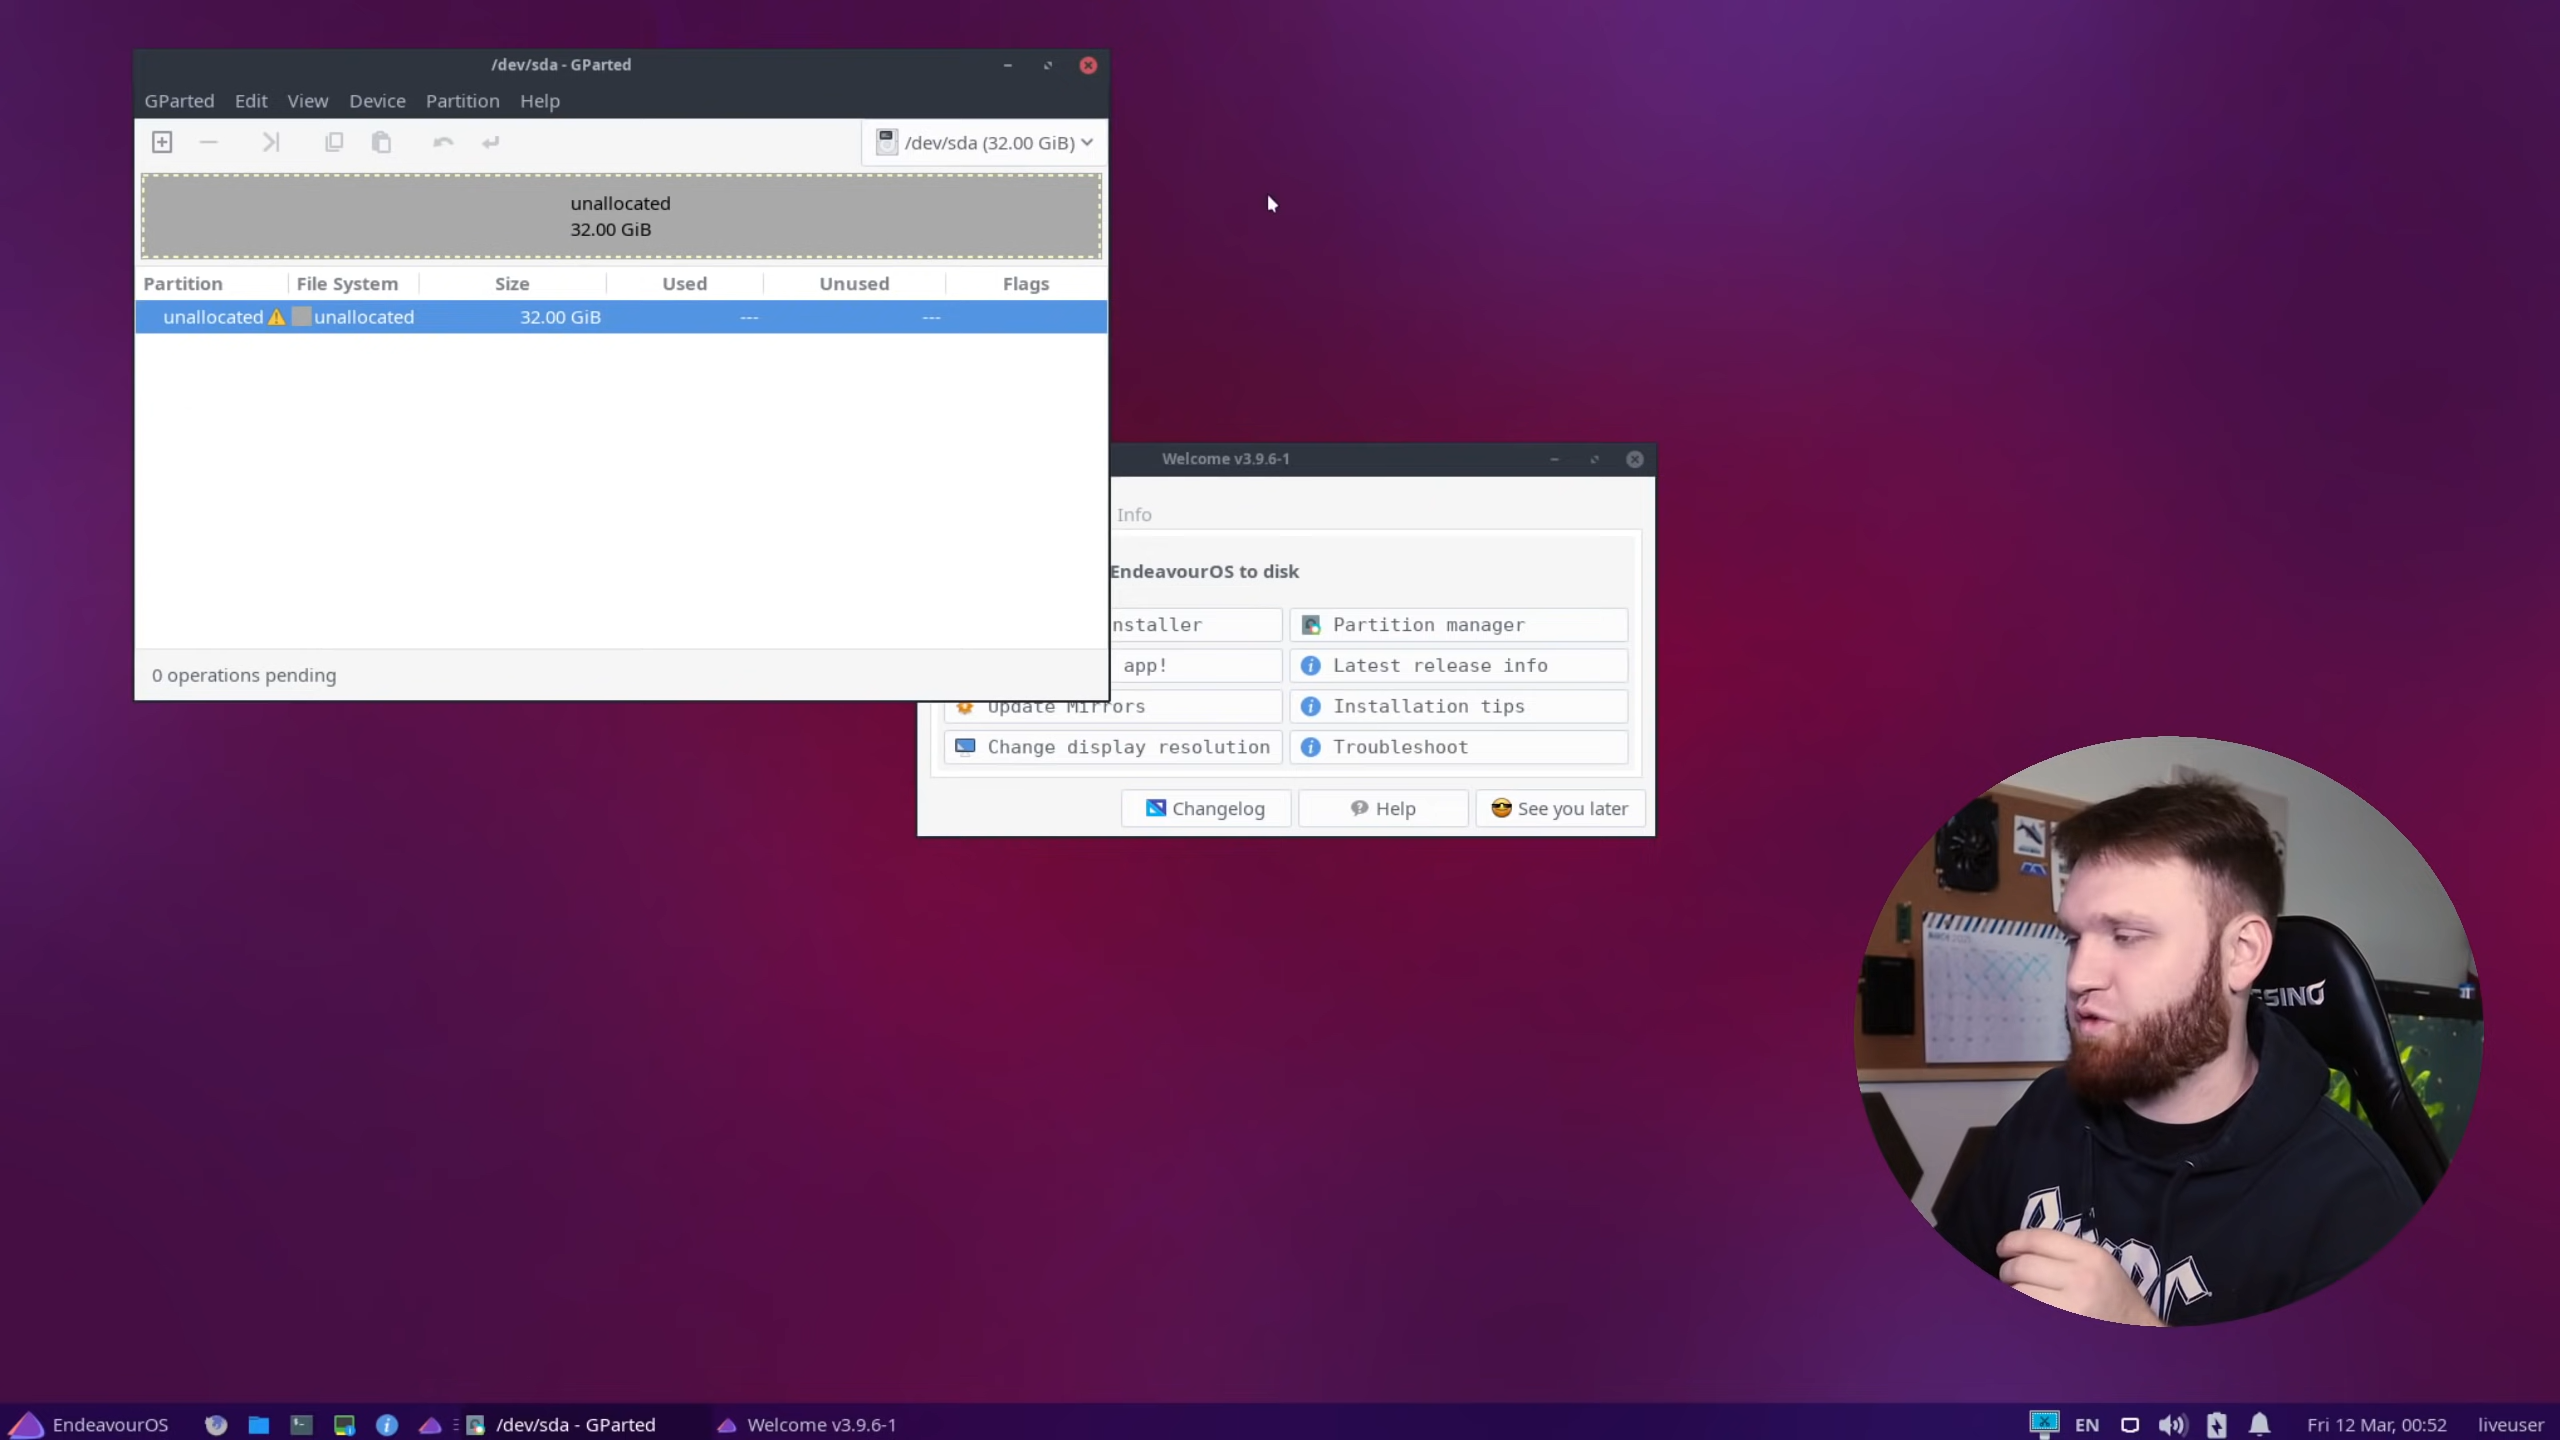 /dev/sda - GParted
GParted Edit View Device Partition Help
/dev/sda (32.00 GiB)
unallocated
32.00 GiB
Partition File System Size Used Unused Flags
unallocated unallocated 32.00 GiB --- ---
0 operations pending
Welcome v3.9.6-1
Info
EndeavourOS to disk
nstaller Partition manager
app! Latest release info
Update Mirrors Installation tips
Change display resolution Troubleshoot
Changelog Help See you later
SING
EndeavourOS /dev/sda - GParted Welcome v3.9.6-1 EN Fri 12 Mar, 00:52 liveuser